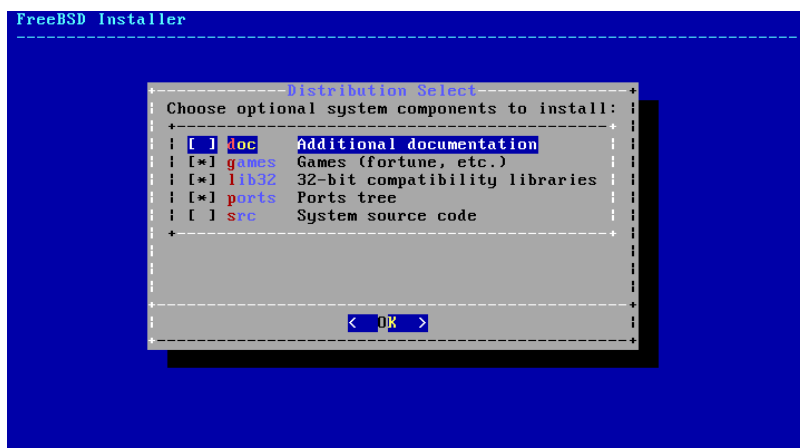 FreeBSD Installer
Distribution Select
Choose optional system components to install:
[ ] doc Additional documentation
[*] games Games (fortune, etc.)
[*] lib32 32-bit compatibility libraries
[*] ports Ports tree
[ ] src System source code
< OK >